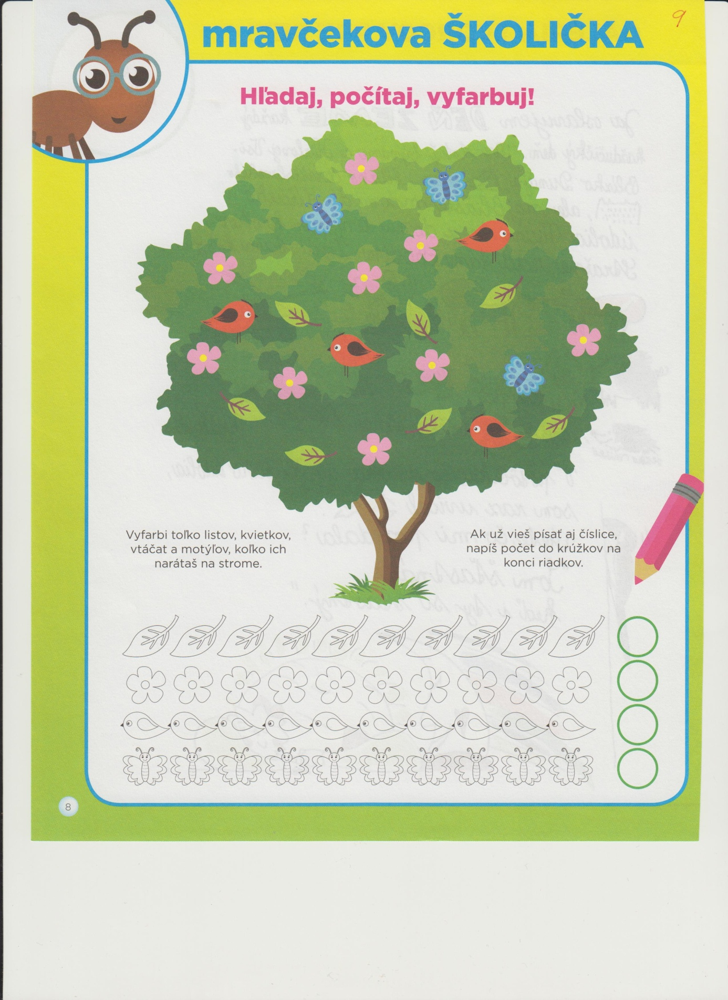 9
mravčekova ŠKOLIČKA
Hľadaj, počítaj, vyfarbuj!
Vyfarbi toľko listov, kvietkov,
vtáčat a motýľov, koľko ich
narátaš na strome.
Ak už vieš písať aj číslice,
napíš počet do krúžkov na
konci riadkov.
8